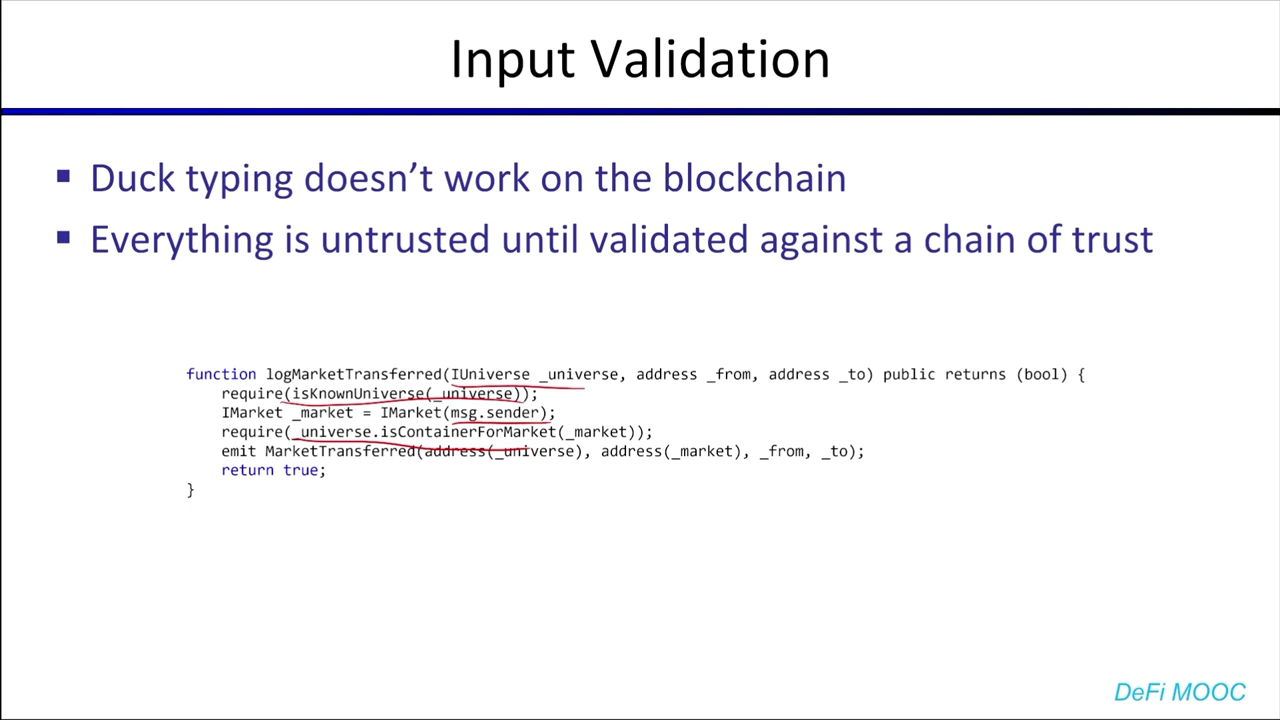 Input Validation
▪ Duck typing doesn’t work on the blockchain
▪ Everything is untrusted until validated against a chain of trust
function logMarketTransferred(IUniverse _universe, address _from, address _to) public returns (bool) {
    require(isKnownUniverse(_universe));
    IMarket _market = IMarket(msg.sender);
    require(_universe.isContainerForMarket(_market));
    emit MarketTransferred(address(_universe), address(_market), _from, _to);
    return true;
}
DeFi MOOC